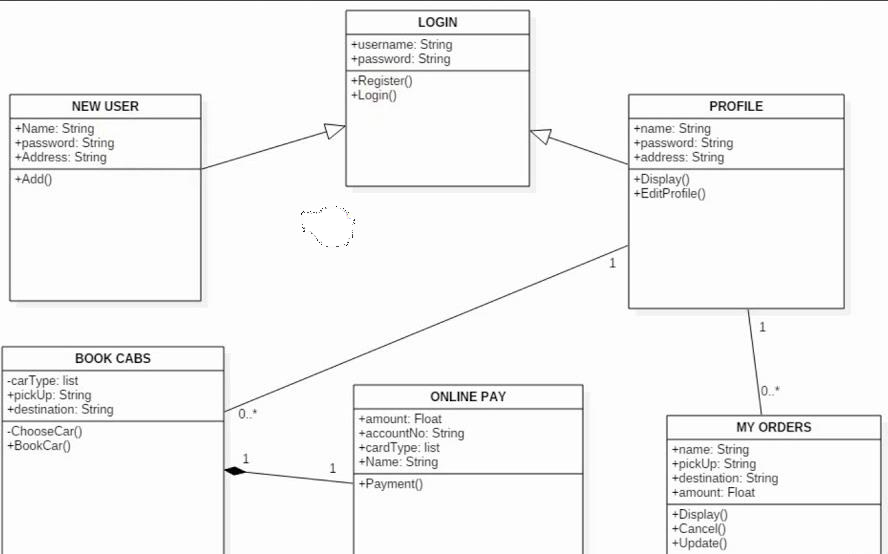 LOGIN
+username: String
+password: String
+Register()
+Login()
NEW USER
+Name: String
+password: String
+Address: String
+Add()
PROFILE
+name: String
+password: String
+address: String
+Display()
+EditProfile()
1
1
0..*
BOOK CABS
-carType: list
+pickUp: String
+destination: String
-ChooseCar()
+BookCar()
0..*
1
1
ONLINE PAY
+amount: Float
+accountNo: String
+cardType: list
+Name: String
+Payment()
MY ORDERS
+name: String
+pickUp: String
+destination: String
+amount: Float
+Display()
+Cancel()
+Update()